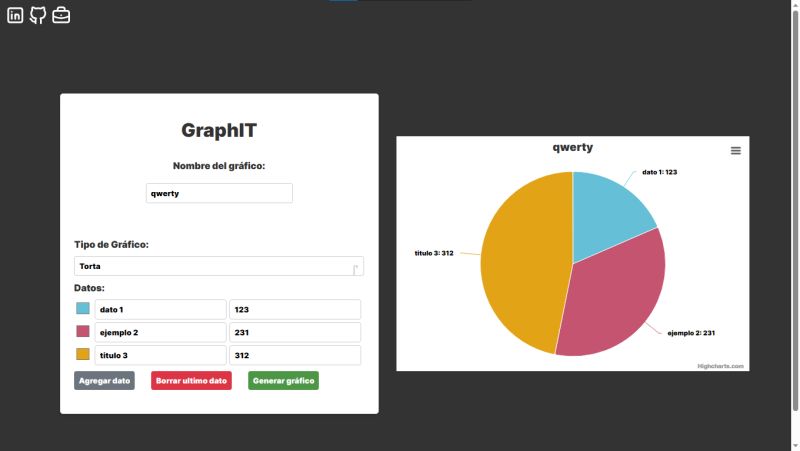 GraphIT
Nombre del gráfico:
qwerty
Tipo de Gráfico:
Torta
Datos:
dato 1 123
ejemplo 2 231
titulo 3 312
Agregar dato Borrar ultimo dato Generar gráfico
qwerty
dato 1: 123
titulo 3: 312
ejemplo 2: 231
Highcharts.com